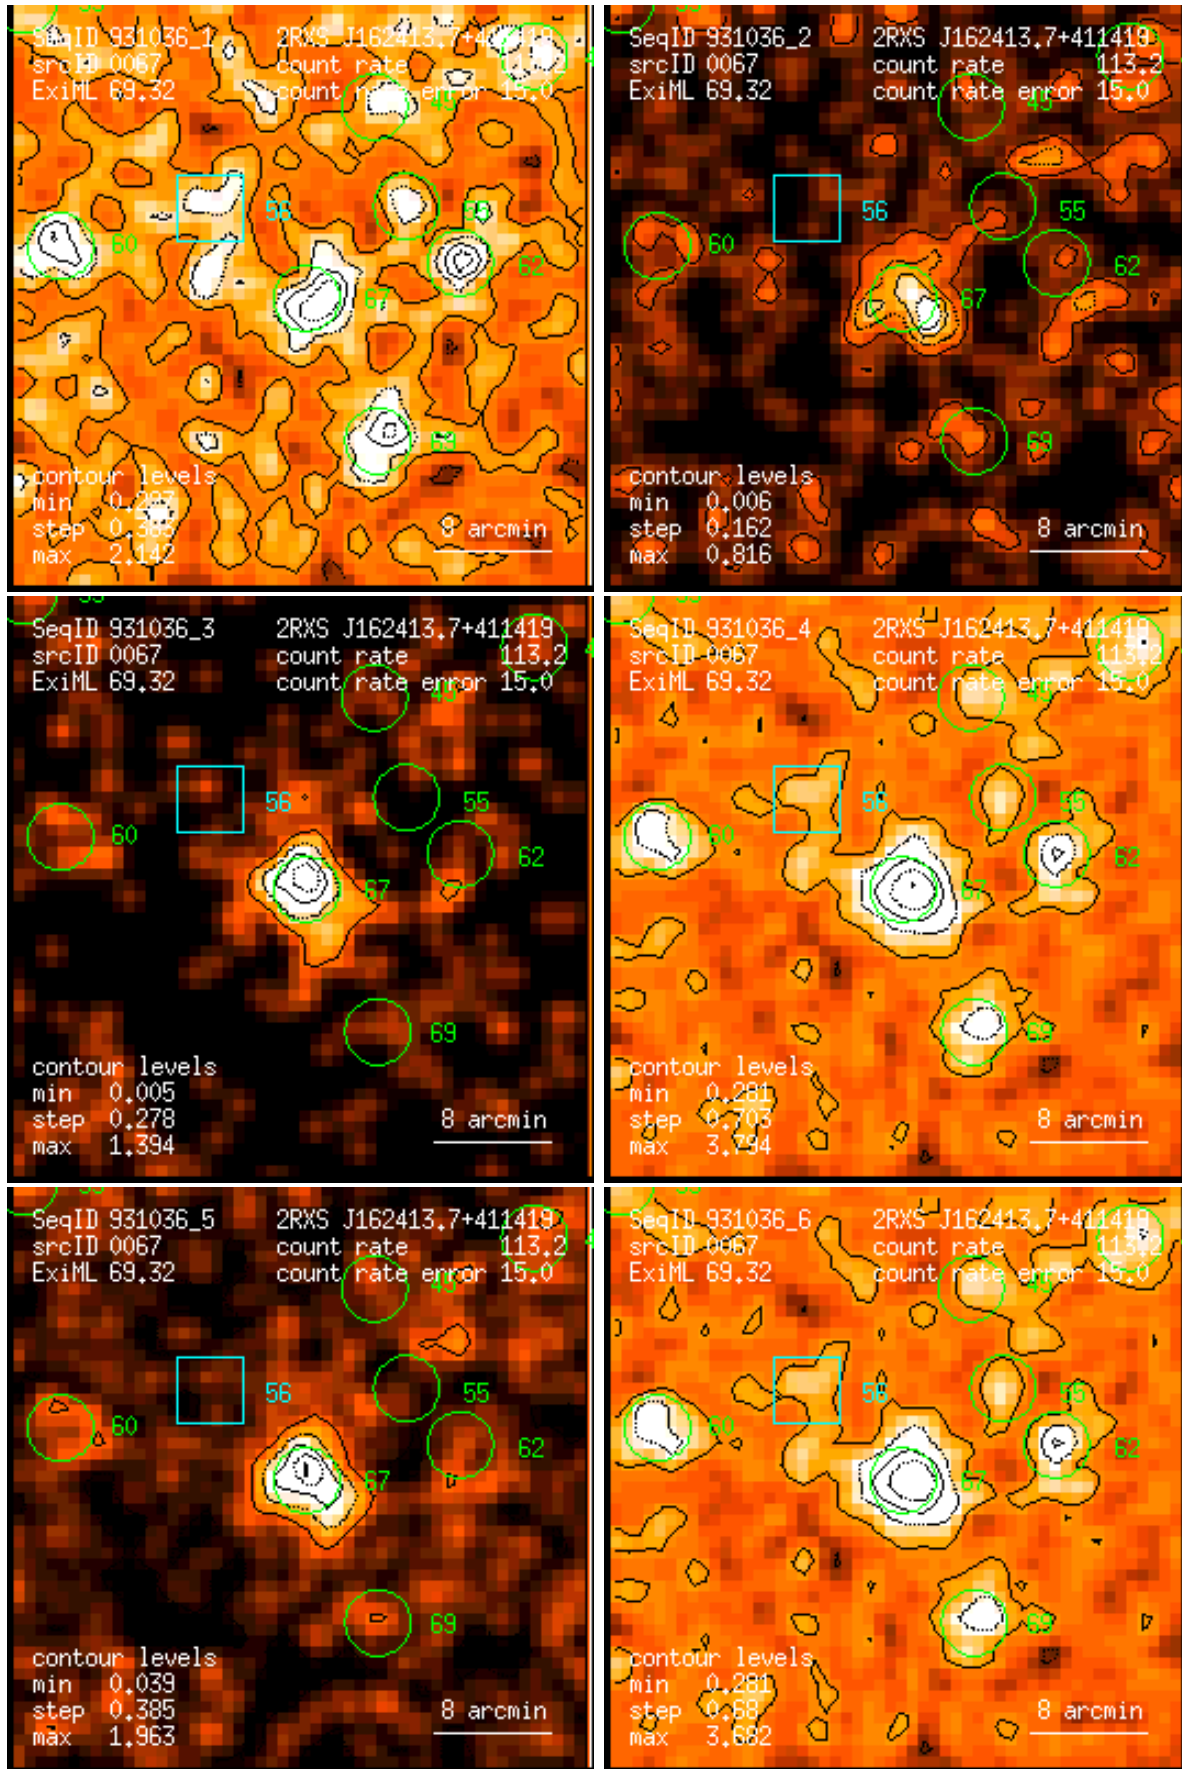 SeqID 931036_1 2RXS J162413.7+411419
srcID 0067 count rate 113.2
ExiML 69.32 count rate error 15.0
45
56
55
60
62
67
69
contour levels
min 0.297
step 0.385
max 2.142
8 arcmin
SeqID 931036_2 2RXS J162413.7+411419
srcID 0067 count rate 113.2
ExiML 69.32 count rate error 15.0
45
56
55
60
62
67
69
contour levels
min 0.006
step 0.162
max 0.816
8 arcmin
SeqID 931036_3 2RXS J162413.7+411419
srcID 0067 count rate 113.2
ExiML 69.32 count rate error 15.0
45
56
55
60
62
67
69
contour levels
min 0.005
step 0.278
max 1.394
8 arcmin
SeqID 931036_4 2RXS J162413.7+411419
srcID 0067 count rate 113.2
ExiML 69.32 count rate error 15.0
45
56
55
60
62
67
69
contour levels
min 0.281
step 0.703
max 3.794
8 arcmin
SeqID 931036_5 2RXS J162413.7+411419
srcID 0067 count rate 113.2
ExiML 69.32 count rate error 15.0
45
56
55
60
62
67
69
contour levels
min 0.039
step 0.385
max 1.963
8 arcmin
SeqID 931036_6 2RXS J162413.7+411419
srcID 0067 count rate 113.2
ExiML 69.32 count rate error 15.0
45
56
55
60
62
67
69
contour levels
min 0.281
step 0.68
max 3.682
8 arcmin